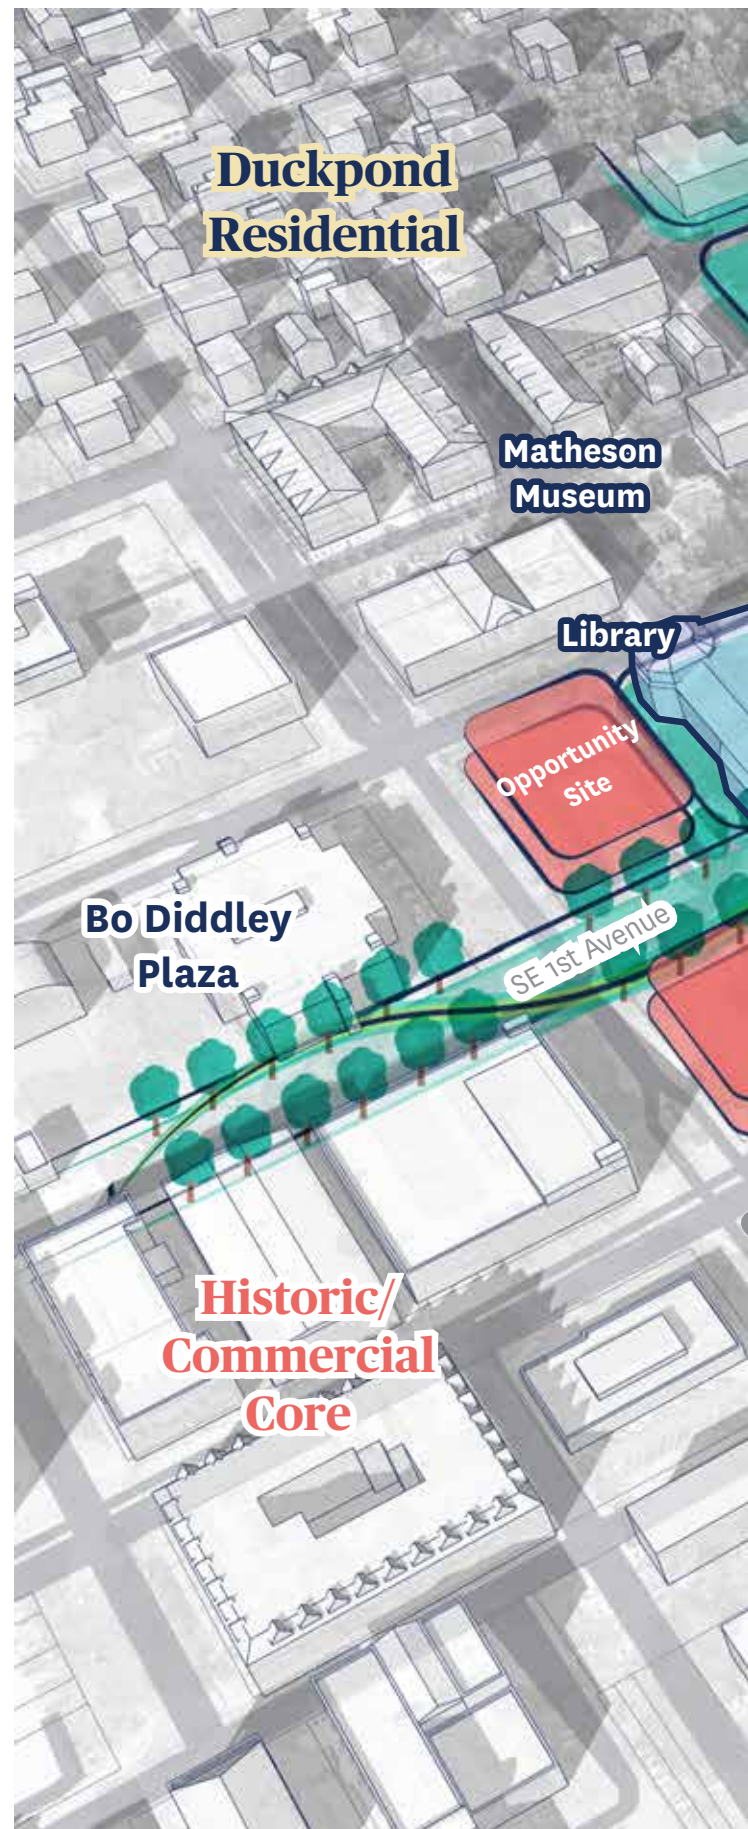 Duckpond
Residential
Matheson
Museum
Library
Opportunity
Site
Bo Diddley
Plaza
SE 1st Avenue
Historic/
Commercial
Core